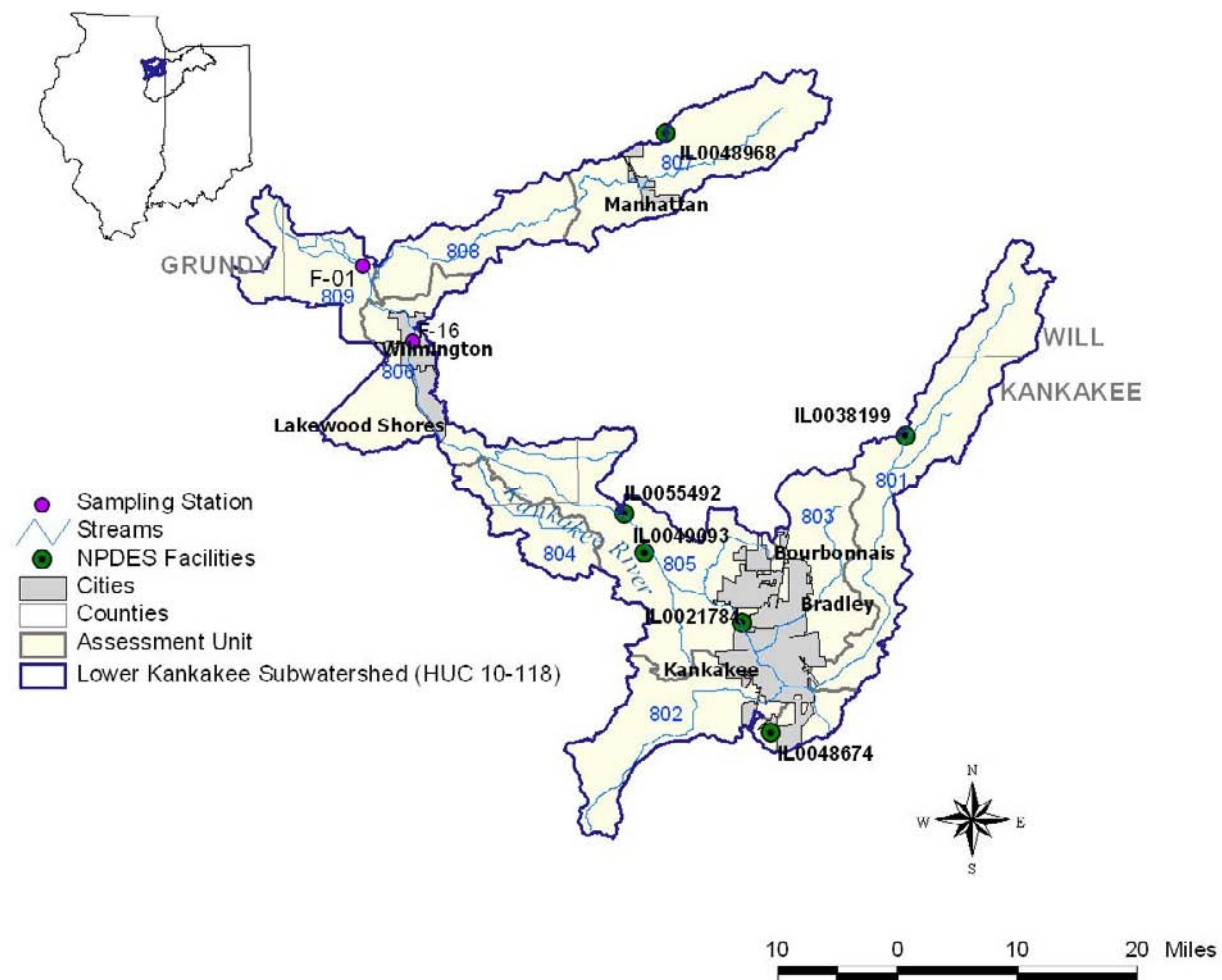 IL0048968
807
Manhattan
808
GRUNDY
F-01
809
F-16
Wilmington
806
WILL
KANKAKEE
IL0038199
Lakewood Shores
801
Sampling Station
Streams
NPDES Facilities
Cities
Counties
Assessment Unit
Lower Kankakee Subwatershed (HUC 10-118)
IL0055492
Kankakee River
803
IL0049093
804
805
Bourbonnais
Bradley
IL0021784
Kankakee
802
IL0048674
N
W E
S
10 0 10 20 Miles